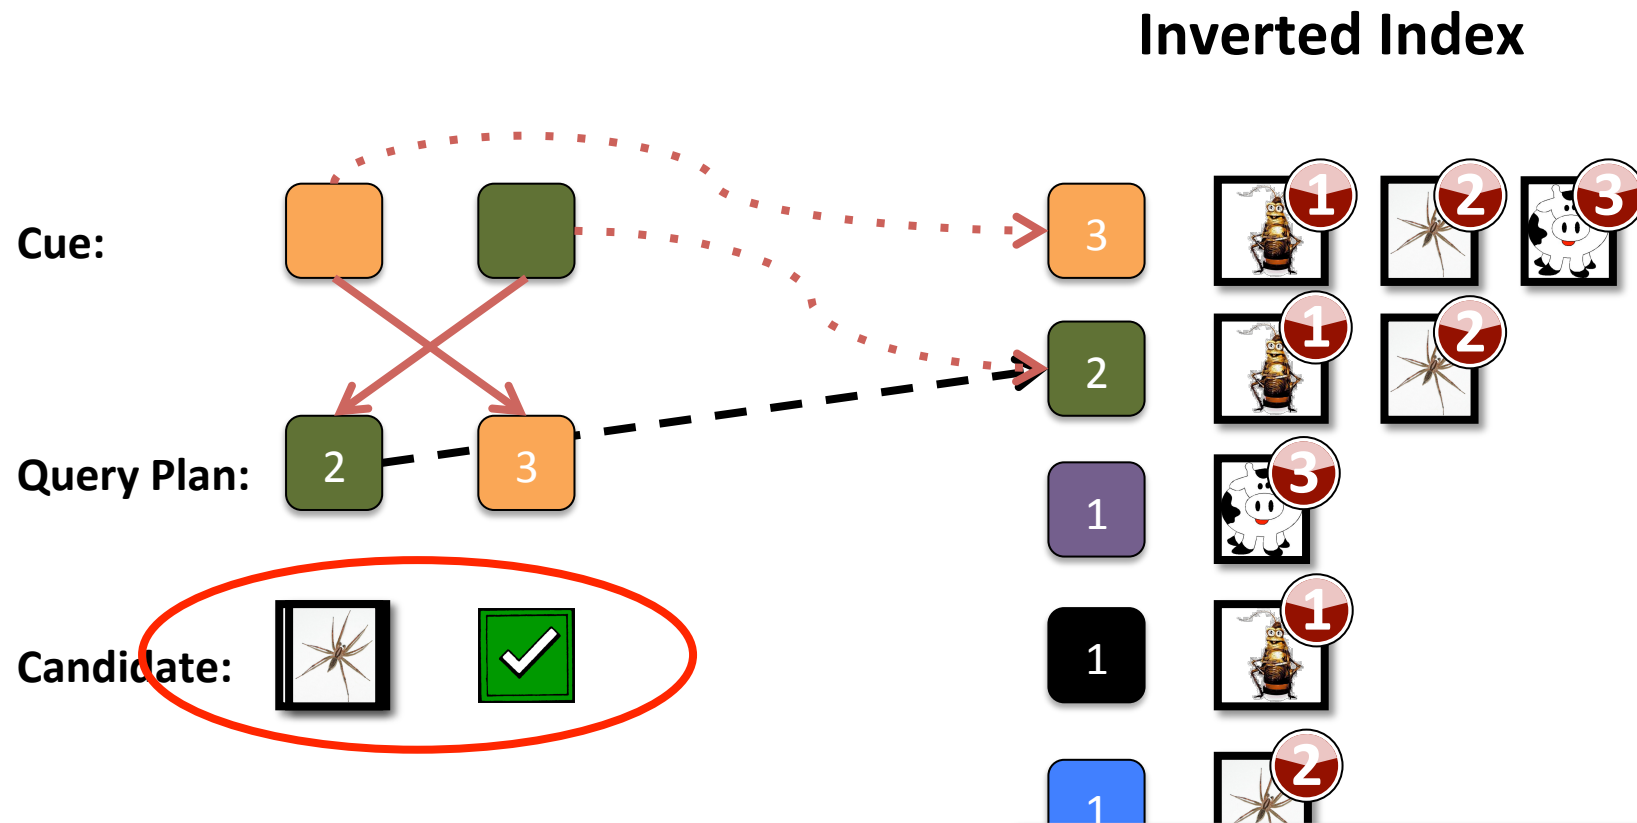 Inverted Index
Cue:
3 1 2 3
2 1 2
Query Plan: 2 3
1 3
Candidate:
1 1
1 2